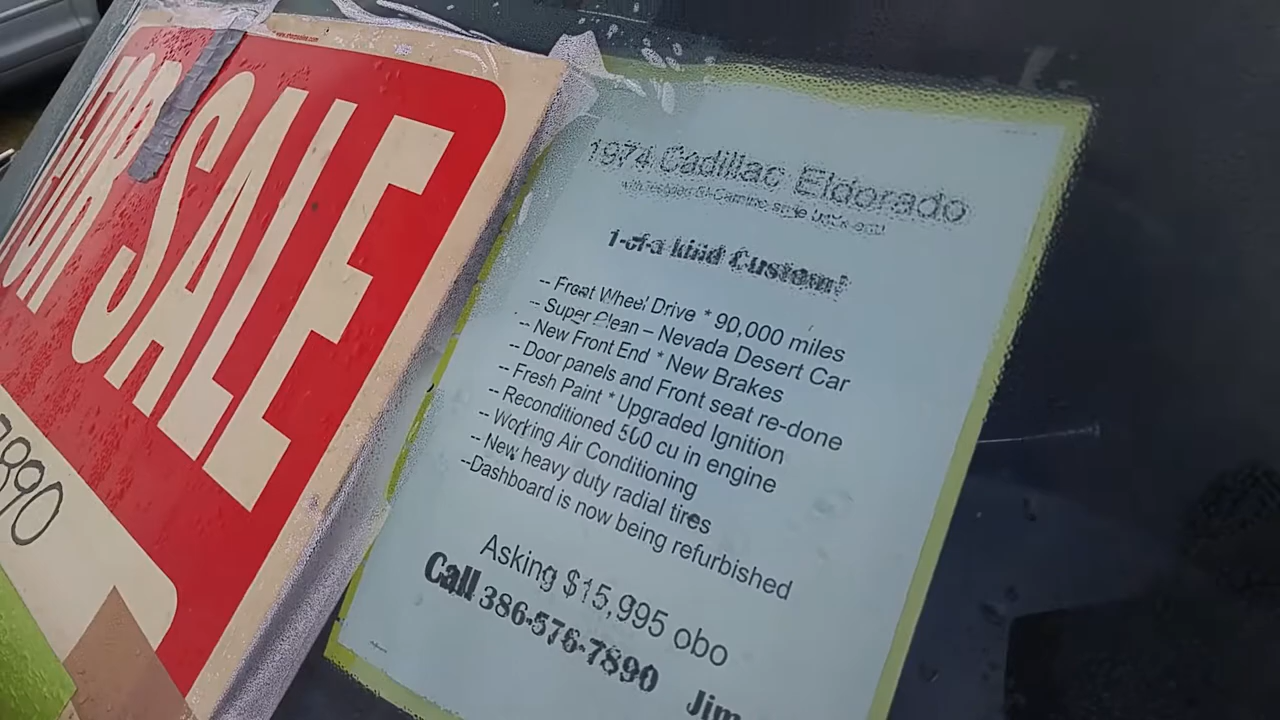 FOR SALE
7890
1974 Cadillac Eldorado
El-Camino style
1-of-a kind Custom!
-- Front Wheel Drive * 90,000 miles
-- Super Clean – Nevada Desert Car
-- New Front End * New Brakes
-- Door panels and Front seat re-done
-- Fresh Paint * Upgraded Ignition
-- Reconditioned 500 cu in engine
-- Working Air Conditioning
-- New heavy duty radial tires
--Dashboard is now being refurbished
Asking $15,995 obo
Call 386-576-7890
Jim